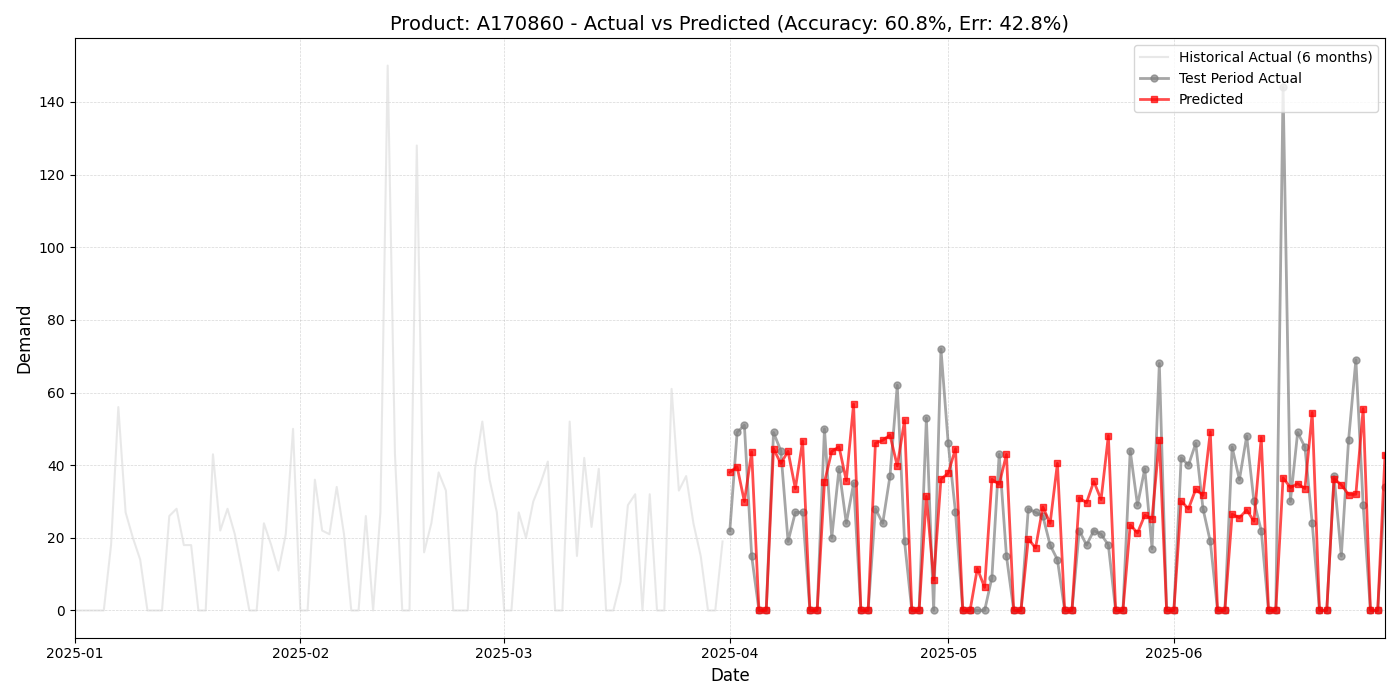 Product: A170860 - Actual vs Predicted (Accuracy: 60.8%, Err: 42.8%)
Historical Actual (6 months)
Test Period Actual
Predicted
Demand
140
120
100
80
60
40
20
0
2025-01
2025-02
2025-03
2025-04
2025-05
2025-06
Date